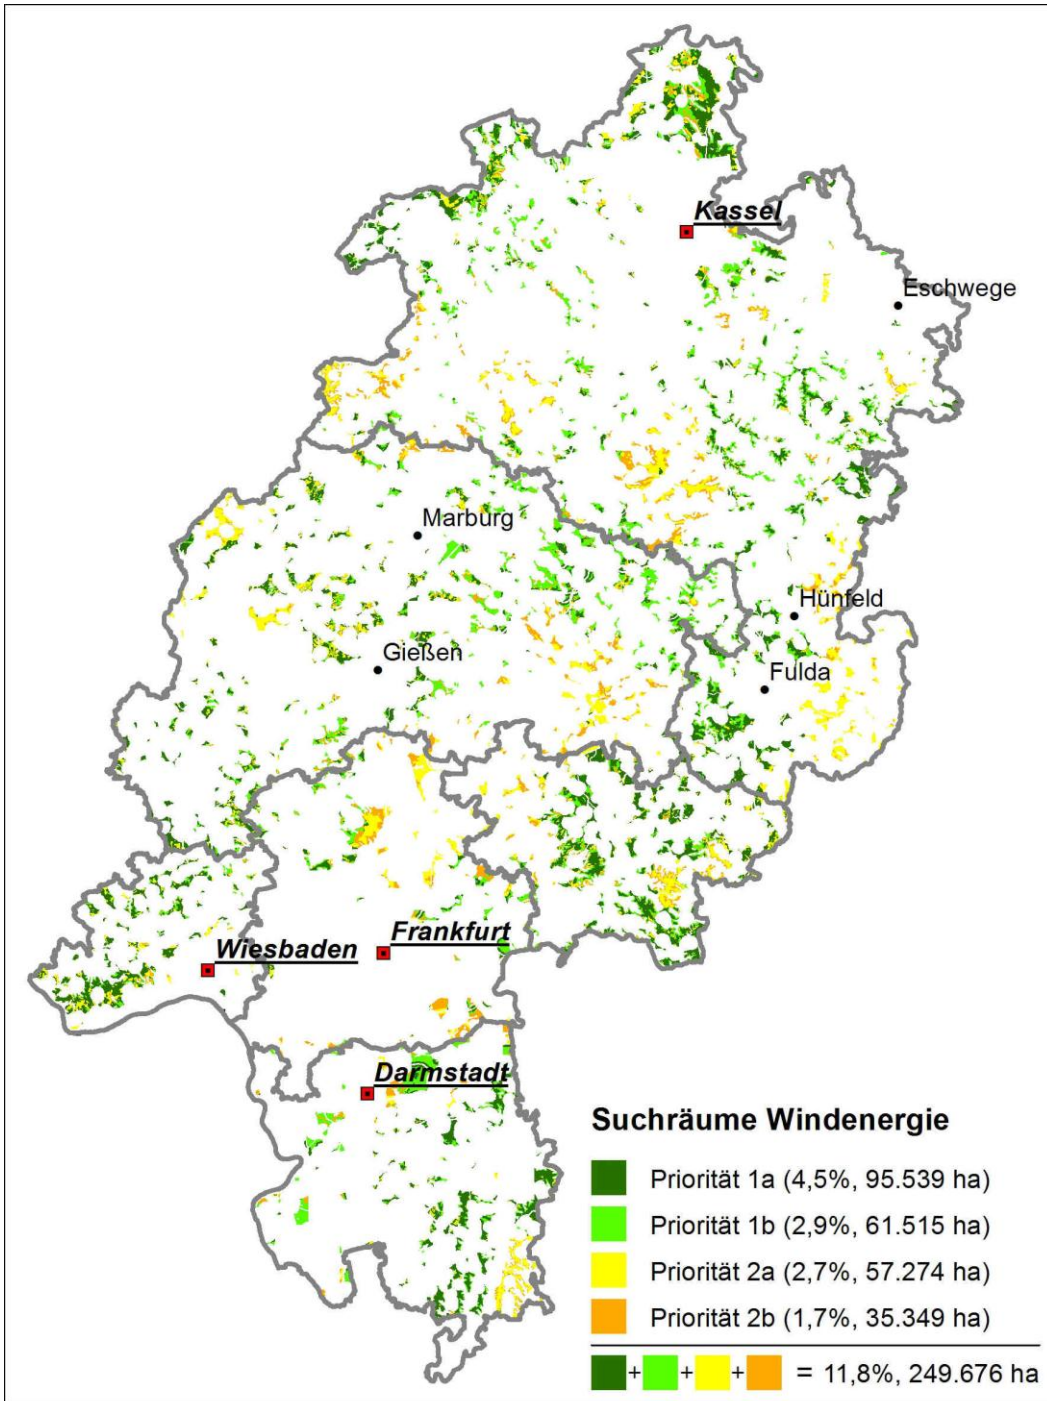 Kassel
Eschwege
Marburg
Hünfeld
Gießen
Fulda
Frankfurt
Wiesbaden
Darmstadt
Suchräume Windenergie
Priorität 1a (4,5%, 95.539 ha)
Priorität 1b (2,9%, 61.515 ha)
Priorität 2a (2,7%, 57.274 ha)
Priorität 2b (1,7%, 35.349 ha)
+ + + = 11,8%, 249.676 ha